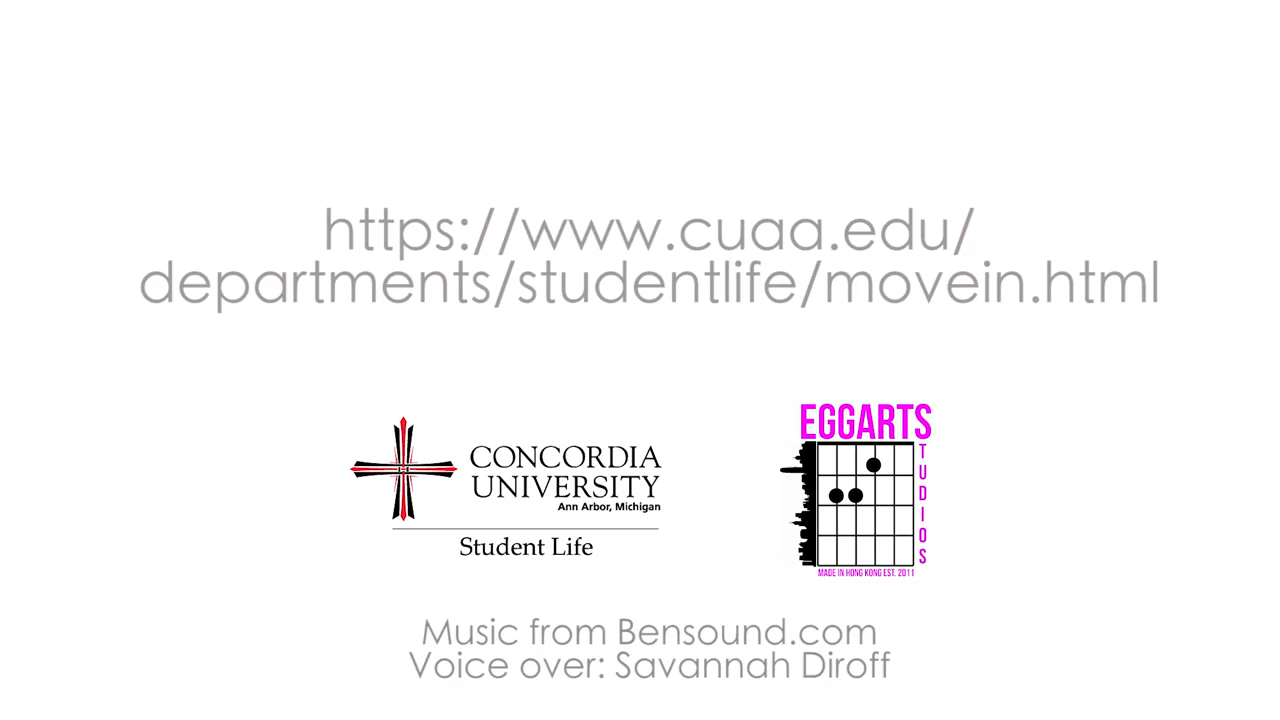 https://www.cuaa.edu/
departments/studentlife/movein.html
CONCORDIA
UNIVERSITY
Ann Arbor, Michigan
Student Life
EGGARTS
STUDIOS
MADE IN HONG KONG EST. 2011
Music from Bensound.com
Voice over: Savannah Diroff